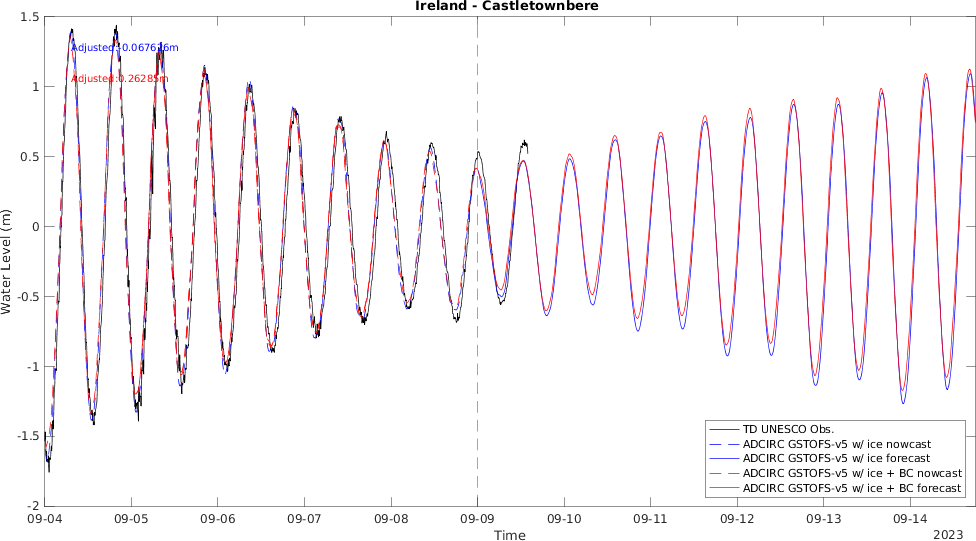 Ireland - Castletownbere
1.5
1
0.5
0
-0.5
-1
-1.5
-2
Water Level (m)
Adjusted:-0.067626m
Adjusted:0.26285m
TD UNESCO Obs.
ADCIRC GSTOFS-v5 w/ ice nowcast
ADCIRC GSTOFS-v5 w/ ice forecast
ADCIRC GSTOFS-v5 w/ ice + BC nowcast
ADCIRC GSTOFS-v5 w/ ice + BC forecast
09-04 09-05 09-06 09-07 09-08 09-09 09-10 09-11 09-12 09-13 09-14
Time
2023